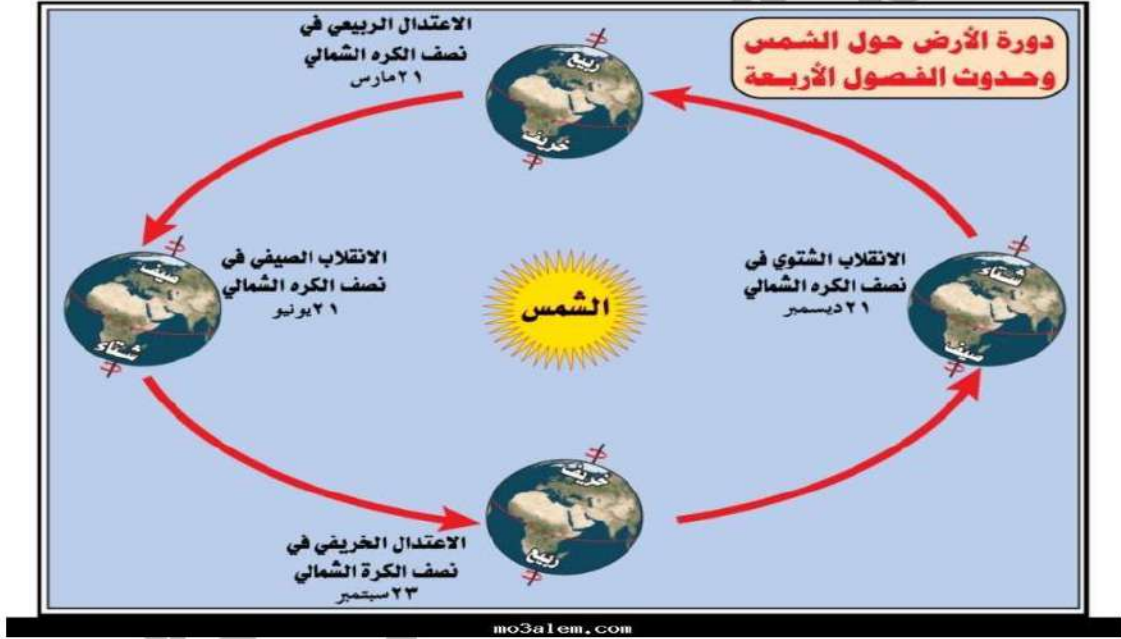 دورة الأرض حول الشمس
وحدوث الفصول الأربعة
الاعتدال الربيعي في
نصف الكره الشمالي
٢١ مارس
ربيع
خريف
الانقلاب الشتوي في
نصف الكره الشمالي
٢١ ديسمبر
شتاء
صيف
الشمس
الانقلاب الصيفي في
نصف الكره الشمالي
٢١ يونيو
صيف
شتاء
خريف
ربيع
الاعتدال الخريفي في
نصف الكرة الشمالي
٢٣ سبتمبر
mo3alem.com